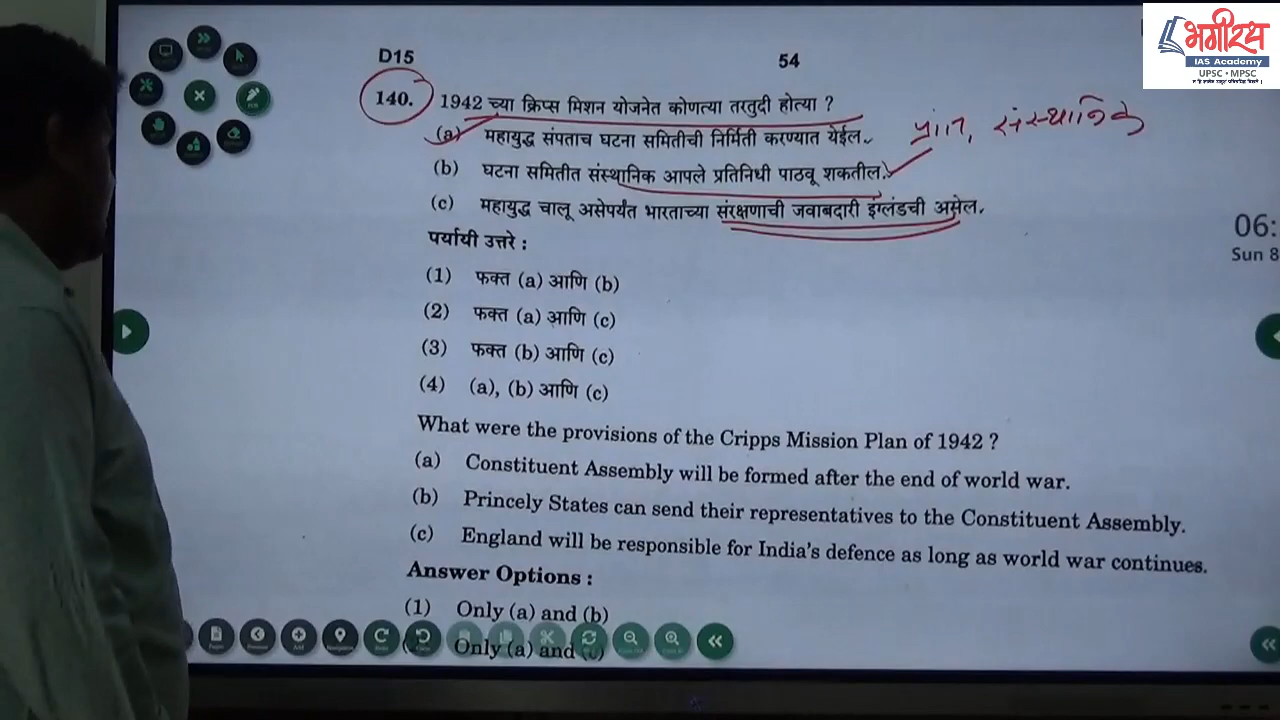 भगीरथ
IAS Academy
UPSC • MPSC
D15 54
140. 1942 च्या क्रिप्स मिशन योजनेत कोणत्या तरतुदी होत्या ?
(a) महायुद्ध संपताच घटना समितीची निर्मिती करण्यात येईल.
प्रांत, संस्थानिके
(b) घटना समितीत संस्थानिक आपले प्रतिनिधी पाठवू शकतील.
(c) महायुद्ध चालू असेपर्यंत भारताच्या संरक्षणाची जवाबदारी इंग्लंडची असेल.
06:
Sun 8
पर्यायी उत्तरे :
(1) फक्त (a) आणि (b)
(2) फक्त (a) आणि (c)
(3) फक्त (b) आणि (c)
(4) (a), (b) आणि (c)
What were the provisions of the Cripps Mission Plan of 1942 ?
(a) Constituent Assembly will be formed after the end of world war.
(b) Princely States can send their representatives to the Constituent Assembly.
(c) England will be responsible for India's defence as long as world war continues.
Answer Options :
(1) Only (a) and (b)
Only (a) and (c)